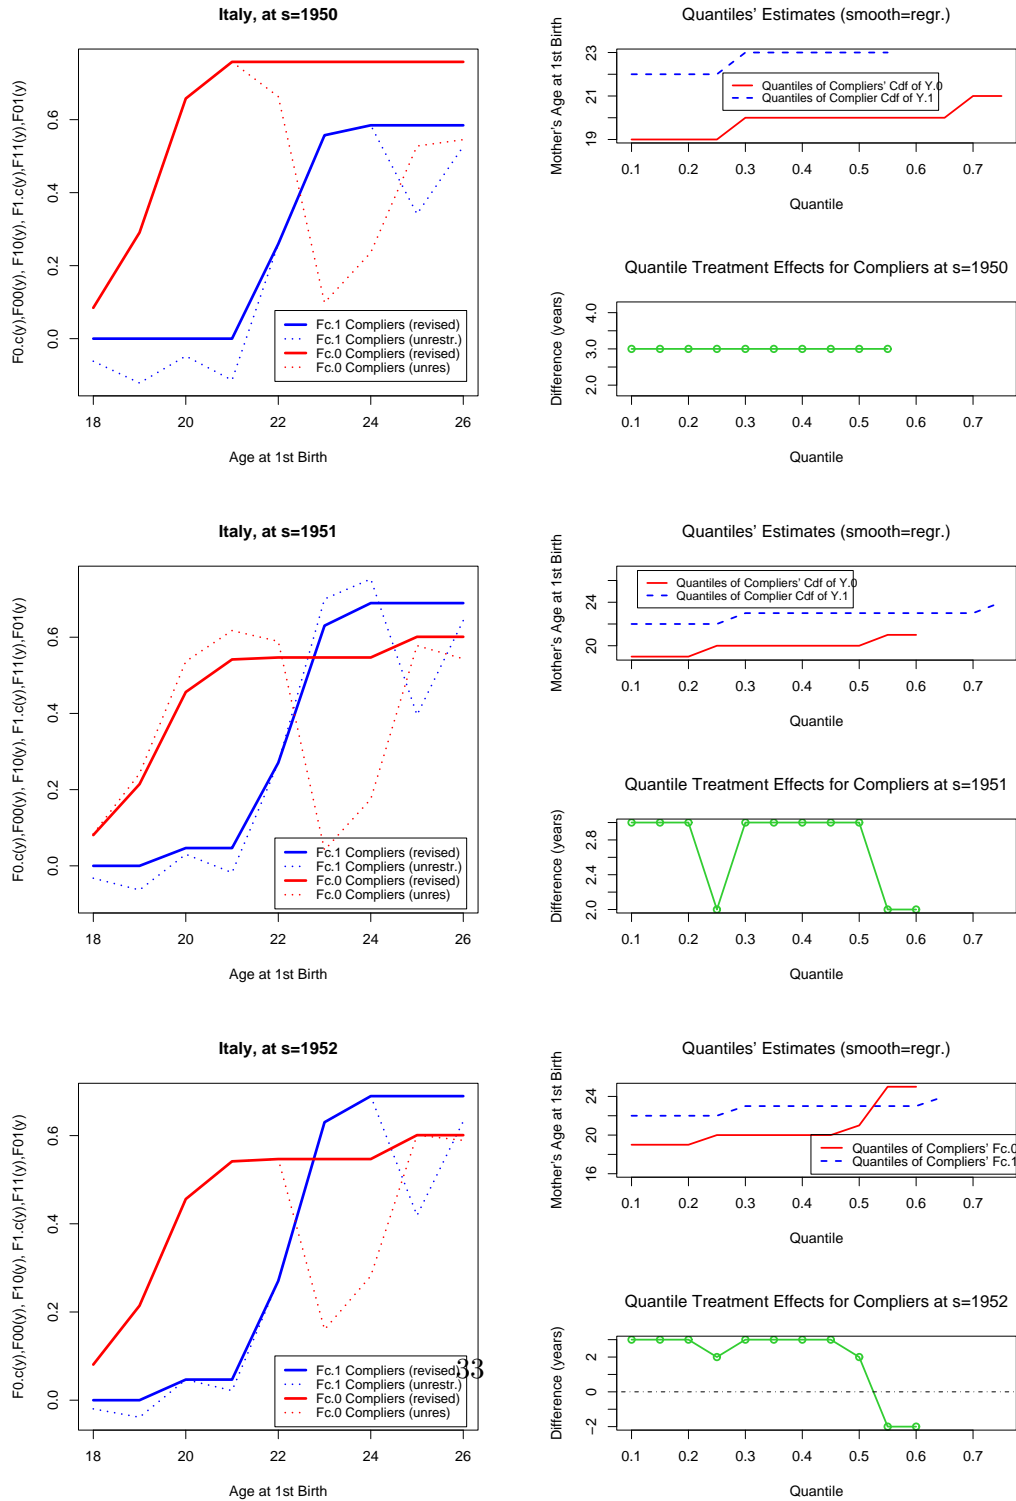 Italy, at s=1950
F0.c(y),F00(y), F10(y), F1.c(y),F11(y),F01(y)
0.6
0.4
0.2
0.0
Fc.1 Compliers (revised)
Fc.1 Compliers (unrestr.)
Fc.0 Compliers (revised)
Fc.0 Compliers (unres)
18 20 22 24 26
Age at 1st Birth
Quantiles' Estimates (smooth=regr.)
Mother's Age at 1st Birth
23
21
19
Quantiles of Compliers' Cdf of Y.0
Quantiles of Complier Cdf of Y.1
0.1 0.2 0.3 0.4 0.5 0.6 0.7
Quantile
Quantile Treatment Effects for Compliers at s=1950
Difference (years)
4.0
3.0
2.0
0.1 0.2 0.3 0.4 0.5 0.6 0.7
Quantile
Italy, at s=1951
F0.c(y),F00(y), F10(y), F1.c(y),F11(y),F01(y)
0.6
0.4
0.2
0.0
Fc.1 Compliers (revised)
Fc.1 Compliers (unrestr.)
Fc.0 Compliers (revised)
Fc.0 Compliers (unres)
18 20 22 24 26
Age at 1st Birth
Quantiles' Estimates (smooth=regr.)
Mother's Age at 1st Birth
24
20
Quantiles of Compliers' Cdf of Y.0
Quantiles of Complier Cdf of Y.1
0.1 0.2 0.3 0.4 0.5 0.6 0.7
Quantile
Quantile Treatment Effects for Compliers at s=1951
Difference (years)
2.8
2.4
2.0
0.1 0.2 0.3 0.4 0.5 0.6 0.7
Quantile
Italy, at s=1952
F0.c(y),F00(y), F10(y), F1.c(y),F11(y),F01(y)
0.6
0.4
0.2
0.0
Fc.1 Compliers (revised)
Fc.1 Compliers (unrestr.)
Fc.0 Compliers (revised)
Fc.0 Compliers (unres)
33
18 20 22 24 26
Age at 1st Birth
Quantiles' Estimates (smooth=regr.)
Mother's Age at 1st Birth
24
20
16
Quantiles of Compliers' Fc.0
Quantiles of Compliers' Fc.1
0.1 0.2 0.3 0.4 0.5 0.6 0.7
Quantile
Quantile Treatment Effects for Compliers at s=1952
Difference (years)
2
0
−2
0.1 0.2 0.3 0.4 0.5 0.6 0.7
Quantile